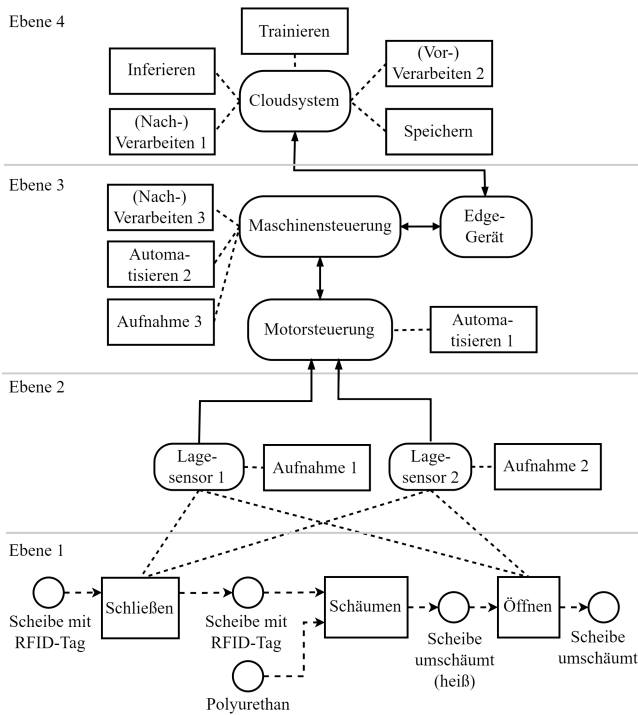 Ebene 4
Trainieren
Inferieren
(Vor-)
Verarbeiten 2
Cloudsystem
(Nach-)
Verarbeiten 1
Speichern
Ebene 3
(Nach-)
Verarbeiten 3
Maschinensteuerung
Edge-
Gerät
Automa-
tisieren 2
Aufnahme 3
Motorsteuerung
Automa-
tisieren 1
Ebene 2
Lage-
sensor 1
Aufnahme 1
Lage-
sensor 2
Aufnahme 2
Ebene 1
Schließen
Schäumen
Öffnen
Scheibe mit
RFID-Tag
Scheibe mit
RFID-Tag
Scheibe
umschäumt
(heiß)
Scheibe
umschäumt
Polyurethan